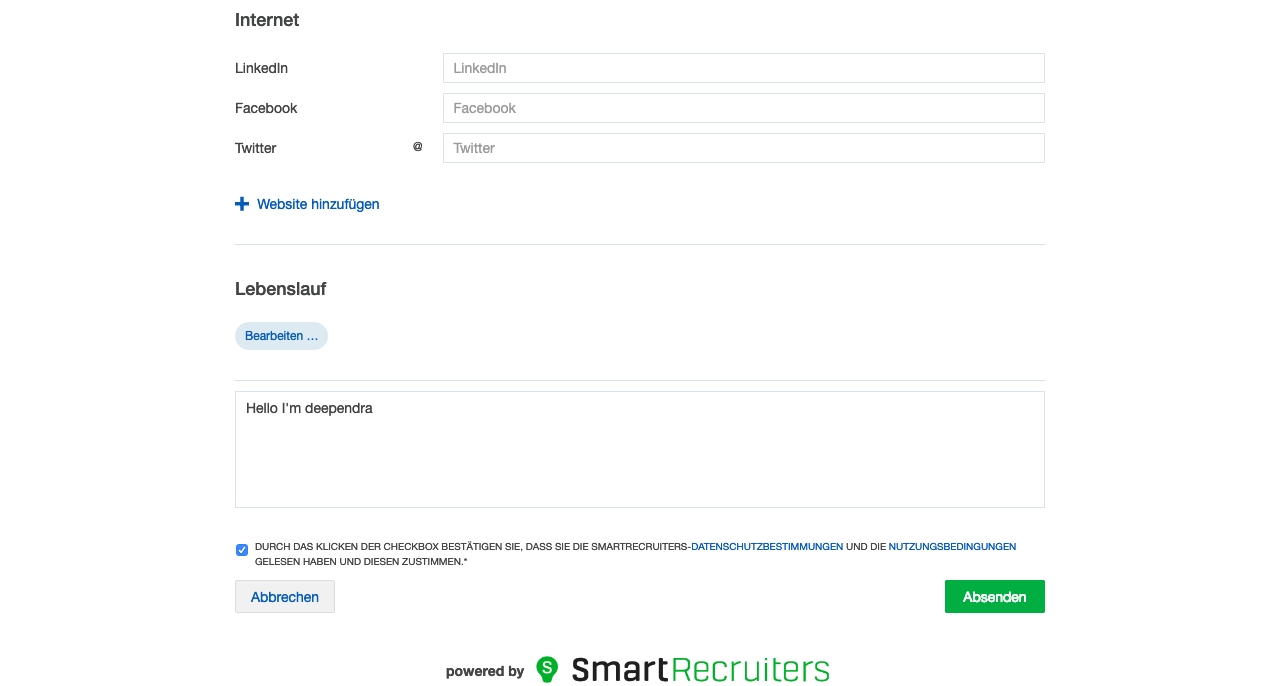 Internet
LinkedIn LinkedIn
Facebook Facebook
Twitter @ Twitter
Website hinzufügen
Lebenslauf
Bearbeiten ...
Hello I'm deependra
DURCH DAS KLICKEN DER CHECKBOX BESTÄTIGEN SIE, DASS SIE DIE SMARTRECRUITERS-DATENSCHUTZBESTIMMUNGEN UND DIE NUTZUNGSBEDINGUNGEN
GELESEN HABEN UND DIESEN ZUSTIMMEN.*
Abbrechen Absenden
powered by S SmartRecruiters